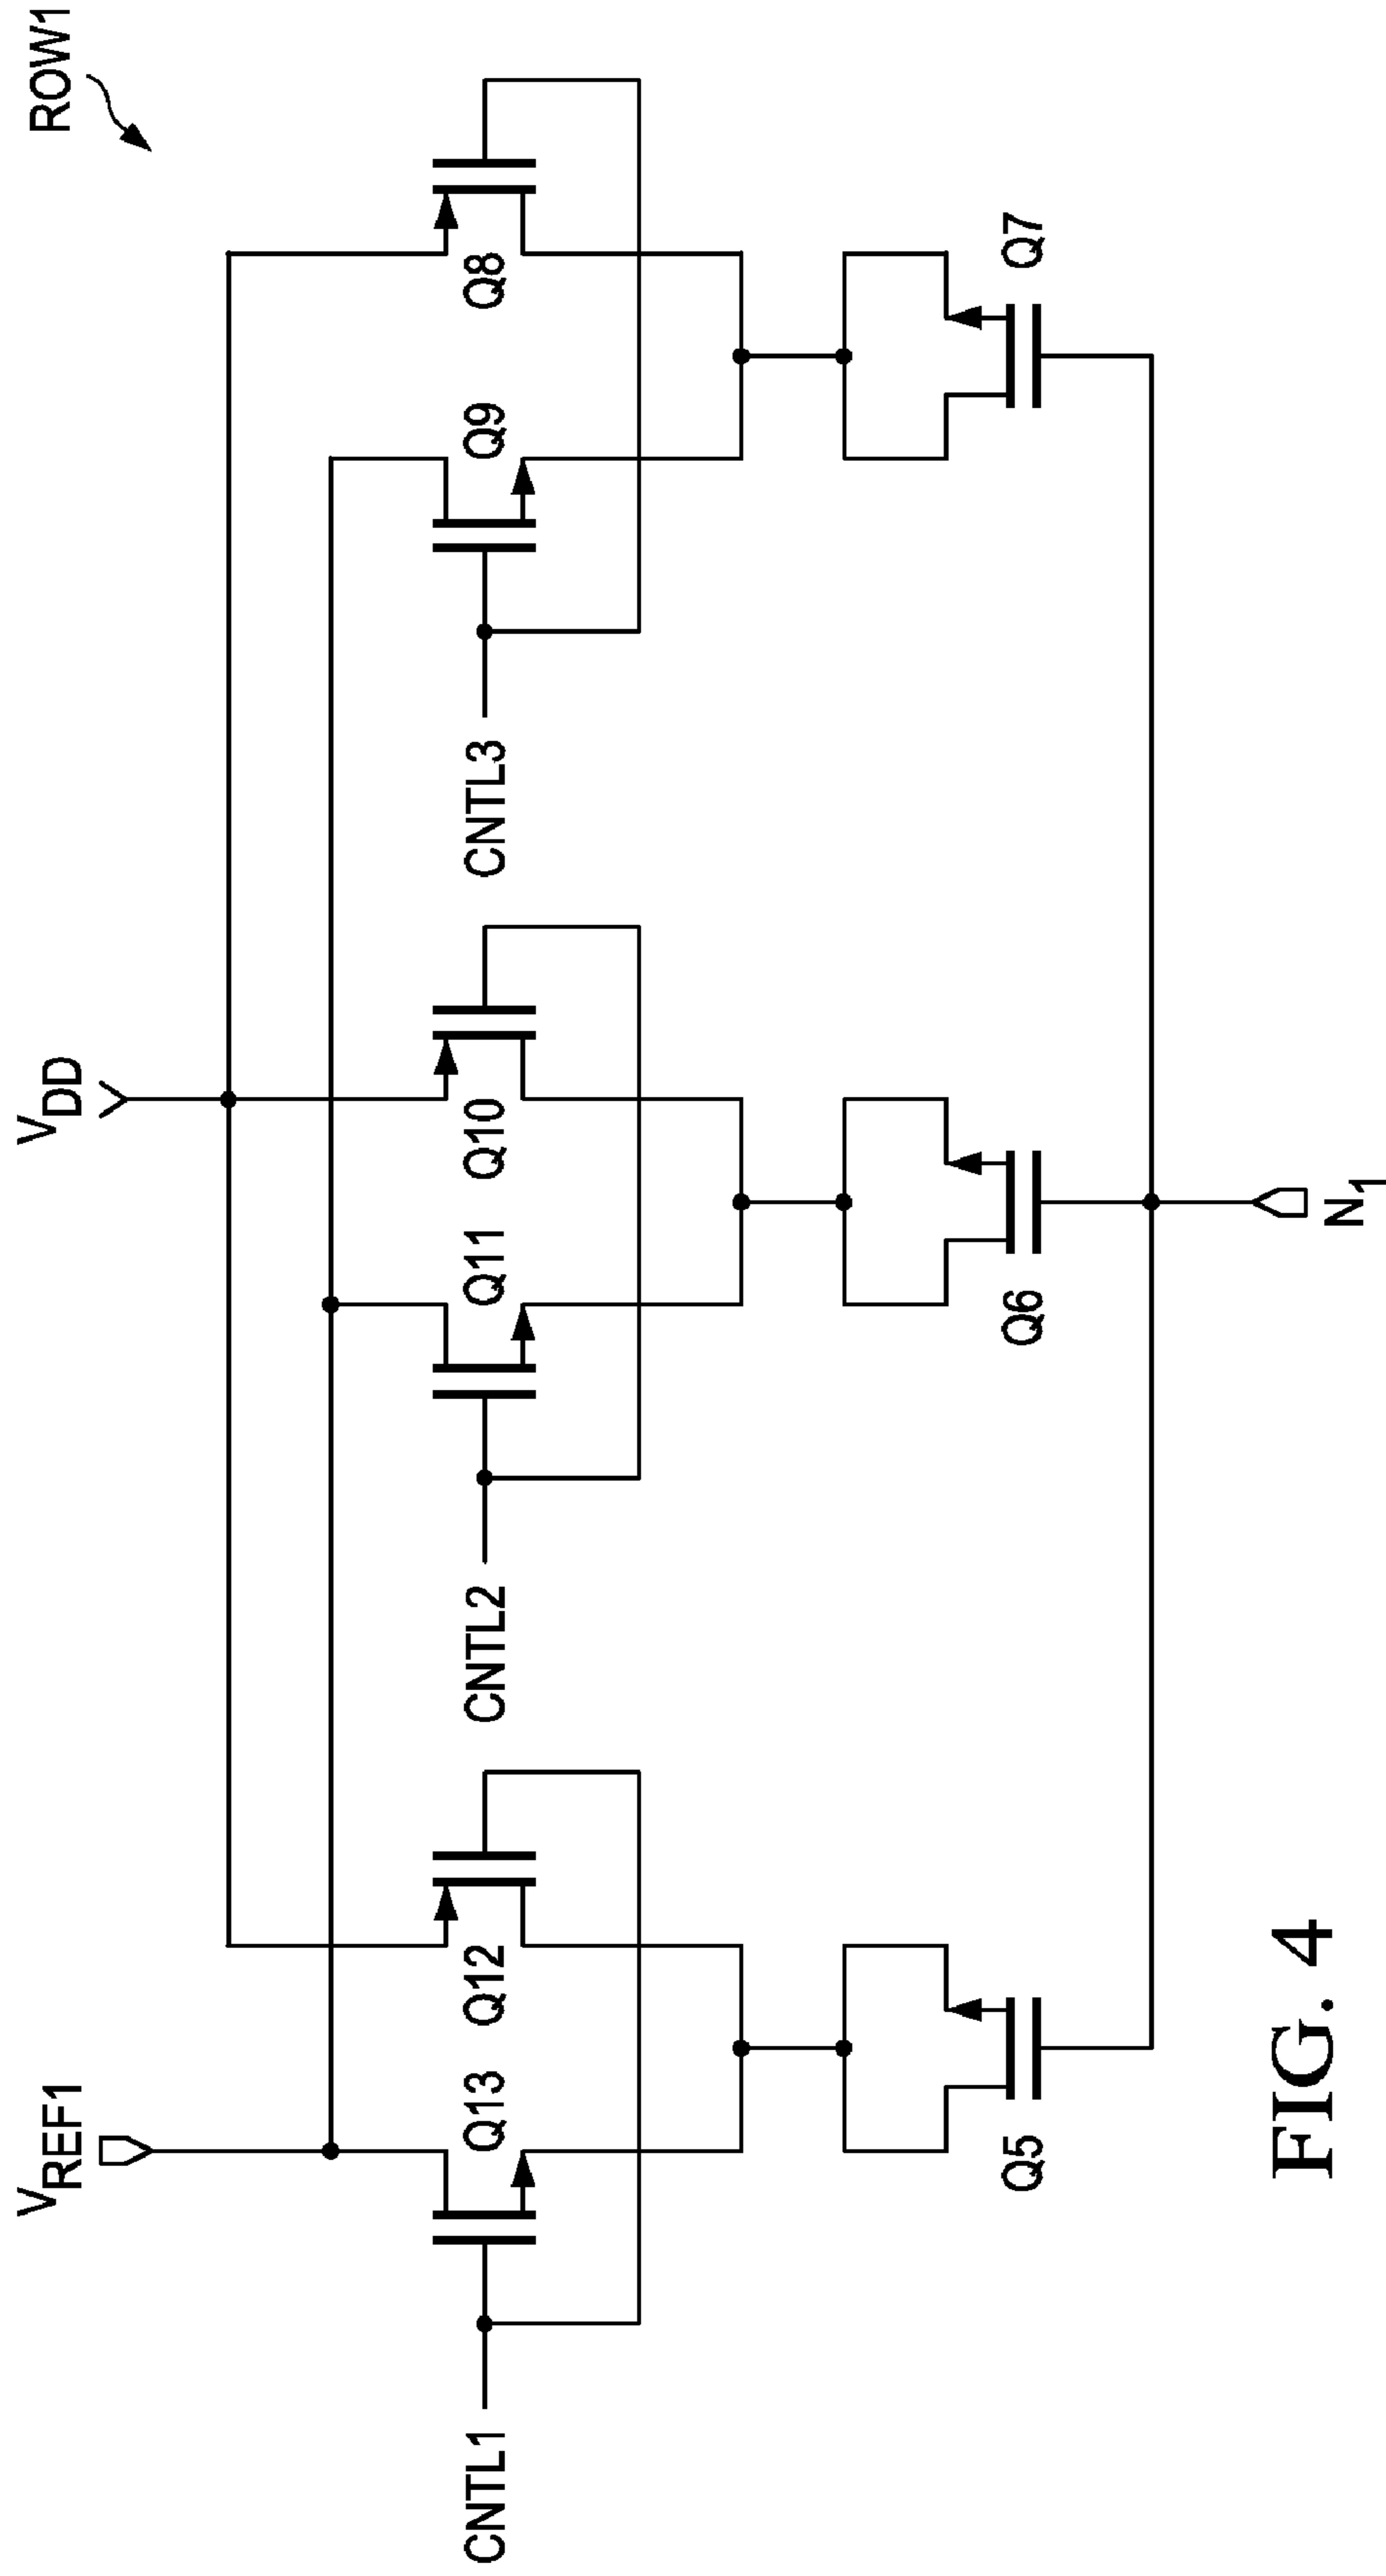 ROW1
VDD
VREF1
Q13
Q12
Q11
Q10
Q9
Q8
CNTL1
CNTL2
CNTL3
Q5
Q6
Q7
N1
FIG. 4